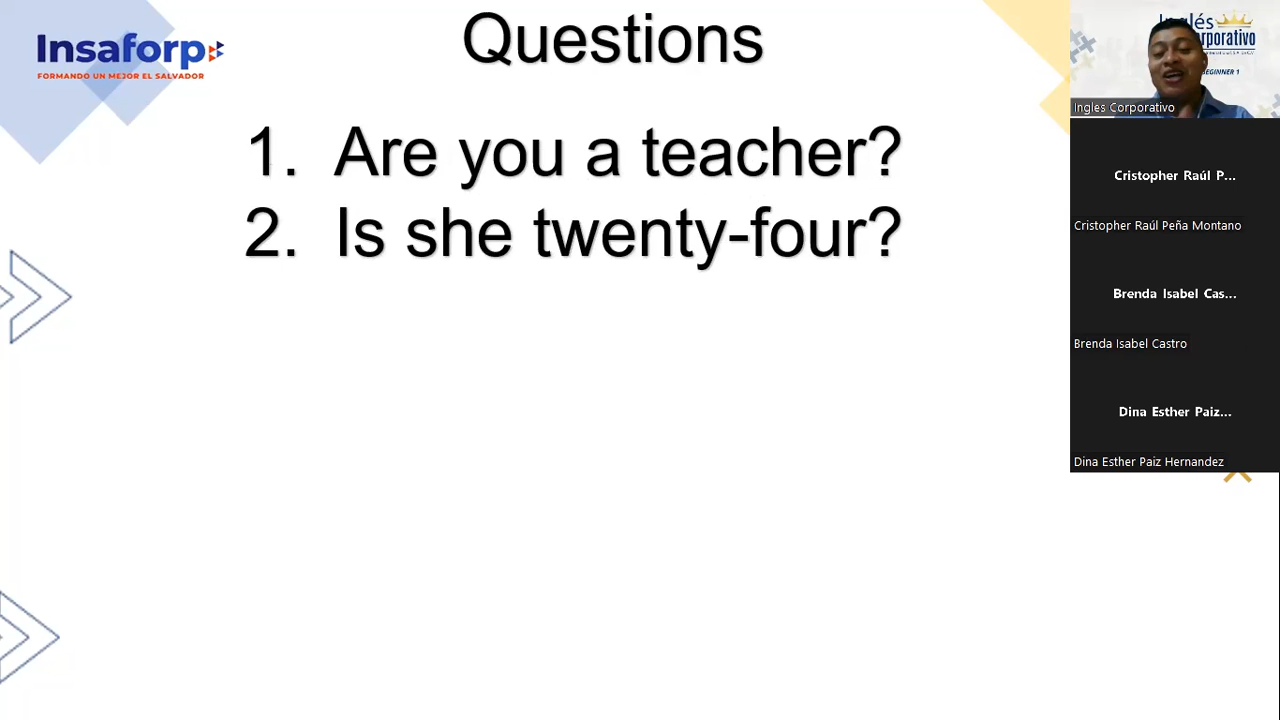 Questions
Insaforp
FORMANDO UN MEJOR EL SALVADOR
1. Are you a teacher?
2. Is she twenty-four?
Inglés
Corporativo
BEGINNER 1
Ingles Corporativo
Cristopher Raúl P...
Cristopher Raúl Peña Montano
Brenda Isabel Cas...
Brenda Isabel Castro
Dina Esther Paiz...
Dina Esther Paiz Hernandez